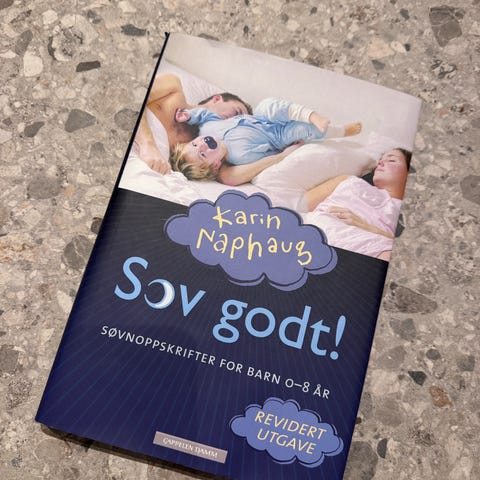 Karin
Naphaug
Sov godt!
SØVNOPPSKRIFTER FOR BARN 0–8 ÅR
REVIDERT
UTGAVE
CAPPELEN DAMM